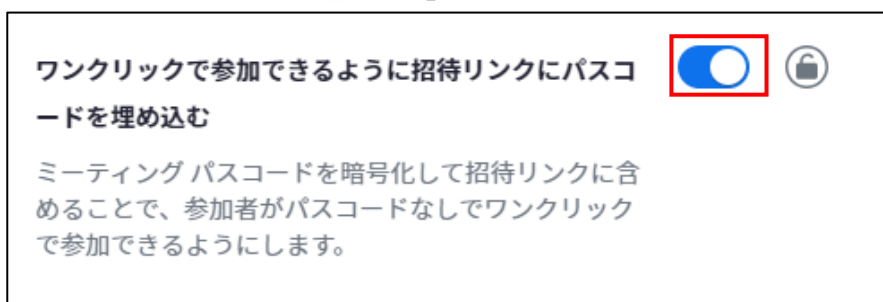 ワンクリックで参加できるように招待リンクにパスコ
ードを埋め込む
ミーティング パスコードを暗号化して招待リンクに含
めることで、参加者がパスコードなしでワンクリック
で参加できるようにします。